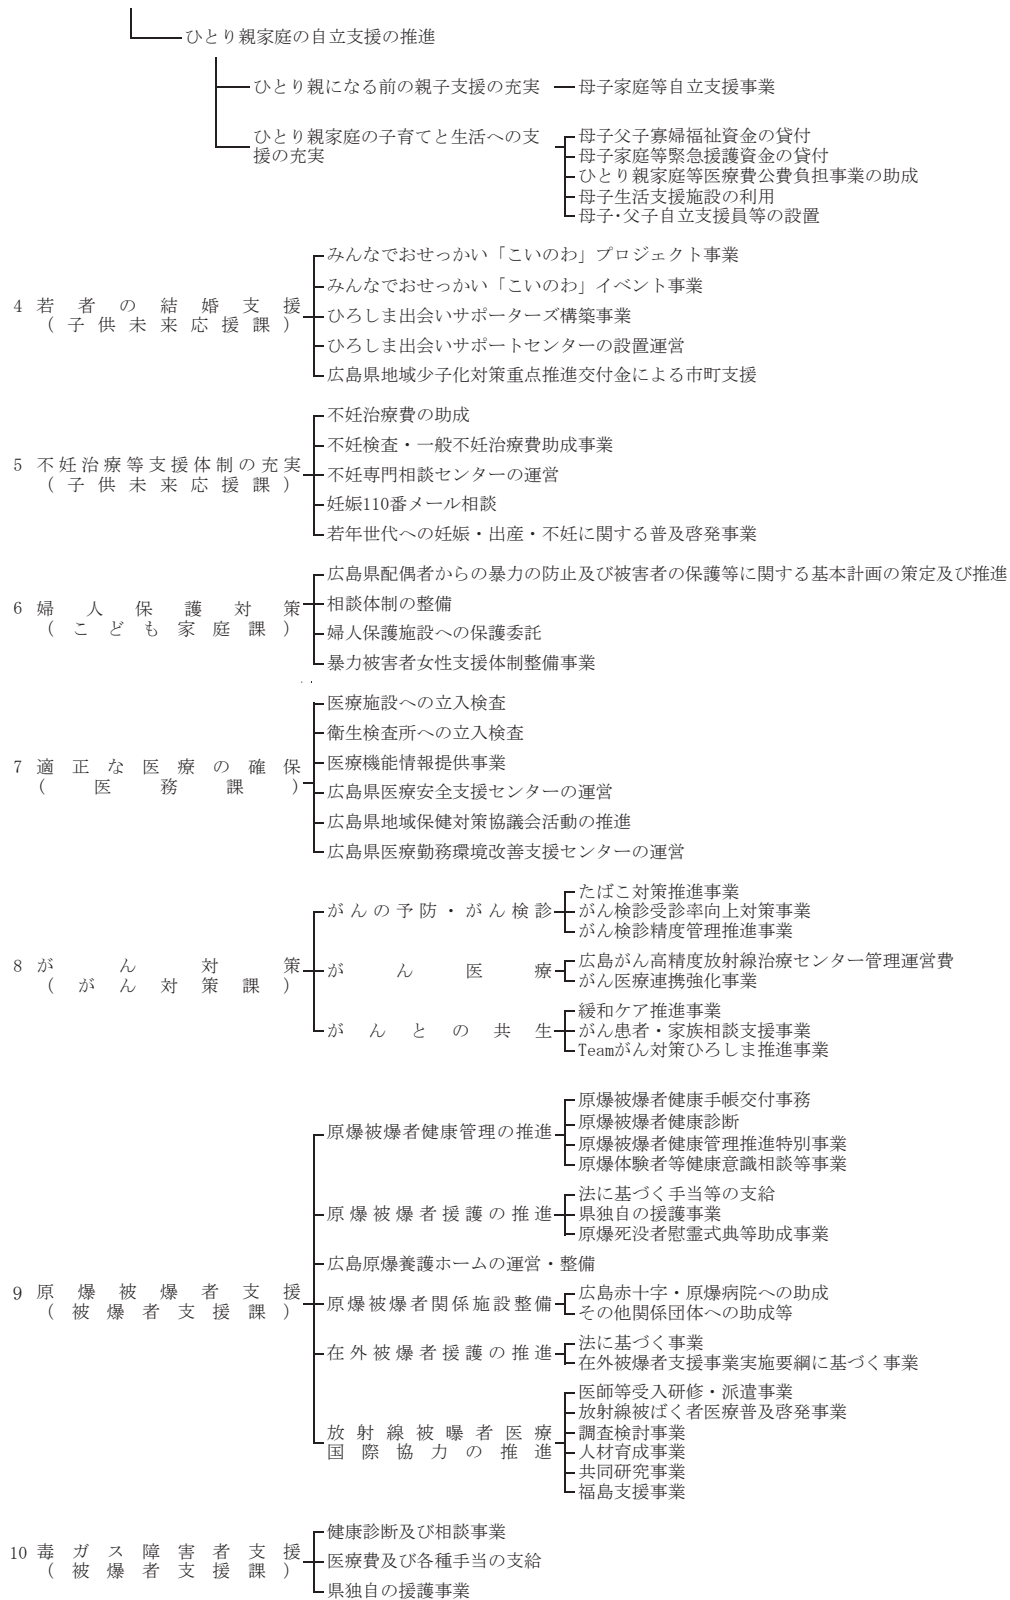 ひとり親家庭の自立支援の推進
ひとり親になる前の親子支援の充実
母子家庭等自立支援事業
ひとり親家庭の子育てと生活への支
援の充実
母子父子寡婦福祉資金の貸付
母子家庭等緊急援護資金の貸付
ひとり親家庭等医療費公費負担事業の助成
母子生活支援施設の利用
母子・父子自立支援員等の設置
4 若者の結婚支援
(子供未来応援課)
みんなでおせっかい「こいのわ」プロジェクト事業
みんなでおせっかい「こいのわ」イベント事業
ひろしま出会いサポーターズ構築事業
ひろしま出会いサポートセンターの設置運営
広島県地域少子化対策重点推進交付金による市町支援
5 不妊治療等支援体制の充実
(子供未来応援課)
不妊治療費の助成
不妊検査・一般不妊治療費助成事業
不妊専門相談センターの運営
妊娠110番メール相談
若年世代への妊娠・出産・不妊に関する普及啓発事業
6 婦人保護対策
(こども家庭課)
広島県配偶者からの暴力の防止及び被害者の保護等に関する基本計画の策定及び推進
相談体制の整備
婦人保護施設への保護委託
暴力被害者女性支援体制整備事業
7 適正な医療の確保
(医務課)
医療施設への立入検査
衛生検査所への立入検査
医療機能情報提供事業
広島県医療安全支援センターの運営
広島県地域保健対策協議会活動の推進
広島県医療勤務環境改善支援センターの運営
8 がん対策
(がん対策課)
がんの予防・がん検診
たばこ対策推進事業
がん検診受診率向上対策事業
がん検診精度管理推進事業
がん医療
広島がん高精度放射線治療センター管理運営費
がん医療連携強化事業
がんとの共生
緩和ケア推進事業
がん患者・家族相談支援事業
Teamがん対策ひろしま推進事業
9 原爆被爆者支援
(被爆者支援課)
原爆被爆者健康管理の推進
原爆被爆者健康手帳交付事務
原爆被爆者健康診断
原爆被爆者健康管理推進特別事業
原爆体験者等健康意識相談等事業
原爆被爆者援護の推進
法に基づく手当等の支給
県独自の援護事業
原爆死没者慰霊式典等助成事業
広島原爆養護ホームの運営・整備
原爆被爆者関係施設整備
広島赤十字・原爆病院への助成
その他関係団体への助成等
在外被爆者援護の推進
法に基づく事業
在外被爆者支援事業実施要綱に基づく事業
放射線被曝者医療
国際協力の推進
医師等受入研修・派遣事業
放射線被ばく者医療普及啓発事業
調査検討事業
人材育成事業
共同研究事業
福島支援事業
10 毒ガス障害者支援
(被爆者支援課)
健康診断及び相談事業
医療費及び各種手当の支給
県独自の援護事業